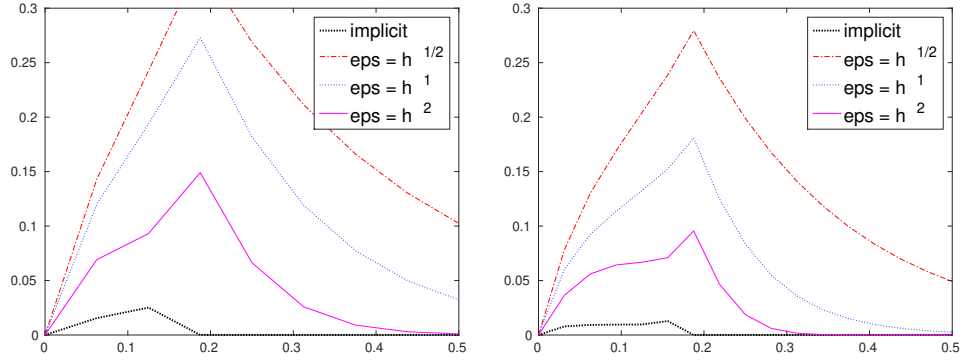 0.3
0.25
0.2
0.15
0.1
0.05
0
0 0.1 0.2 0.3 0.4 0.5
implicit
eps = h 1/2
eps = h 1
eps = h 2
0.3
0.25
0.2
0.15
0.1
0.05
0
0 0.1 0.2 0.3 0.4 0.5
implicit
eps = h 1/2
eps = h 1
eps = h 2